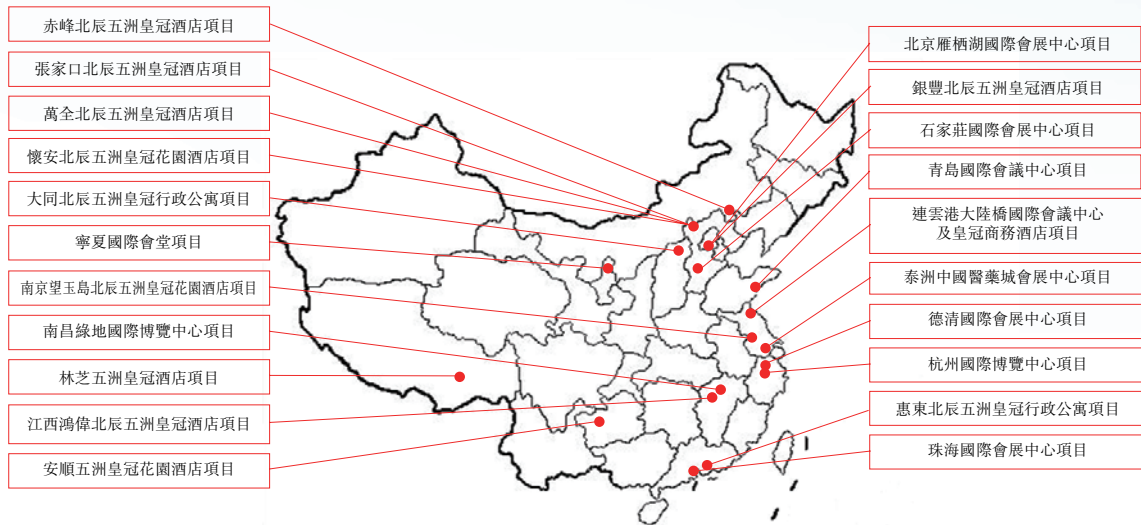 赤峰北辰五洲皇冠酒店項目
張家口北辰五洲皇冠酒店項目
萬全北辰五洲皇冠酒店項目
懷安北辰五洲皇冠花園酒店項目
大同北辰五洲皇冠行政公寓項目
寧夏國際會堂項目
南京望玉島北辰五洲皇冠花園酒店項目
南昌綠地國際博覽中心項目
林芝五洲皇冠酒店項目
江西鴻偉北辰五洲皇冠酒店項目
安順五洲皇冠花園酒店項目
北京雁栖湖國際會展中心項目
銀豐北辰五洲皇冠酒店項目
石家莊國際會展中心項目
青島國際會議中心項目
連雲港大陸橋國際會議中心
及皇冠商務酒店項目
泰洲中國醫藥城會展中心項目
德清國際會展中心項目
杭州國際博覽中心項目
惠東北辰五洲皇冠行政公寓項目
珠海國際會展中心項目